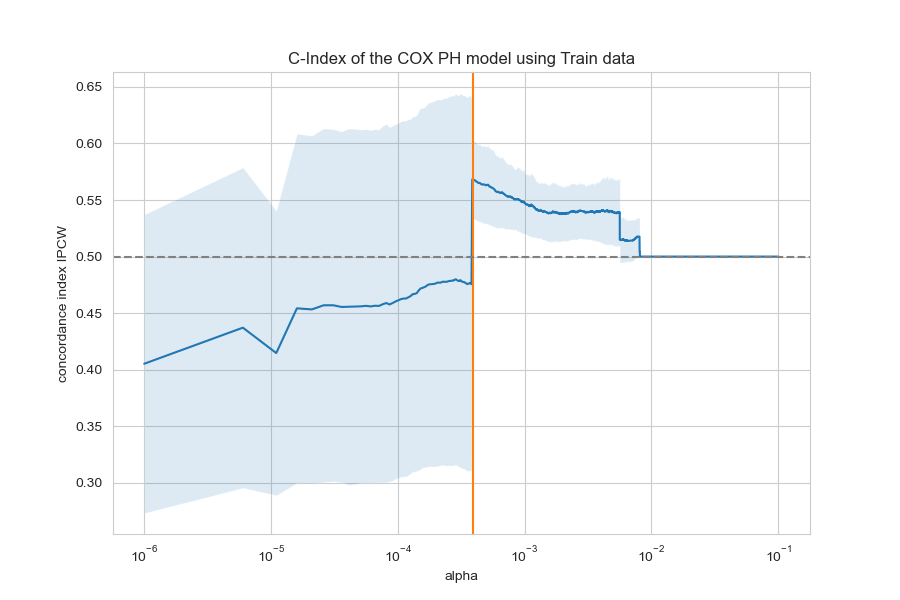 C-Index of the COX PH model using Train data
concordance index IPCW
0.65
0.60
0.55
0.50
0.45
0.40
0.35
0.30
10⁻⁶ 10⁻⁵ 10⁻⁴ 10⁻³ 10⁻² 10⁻¹
alpha